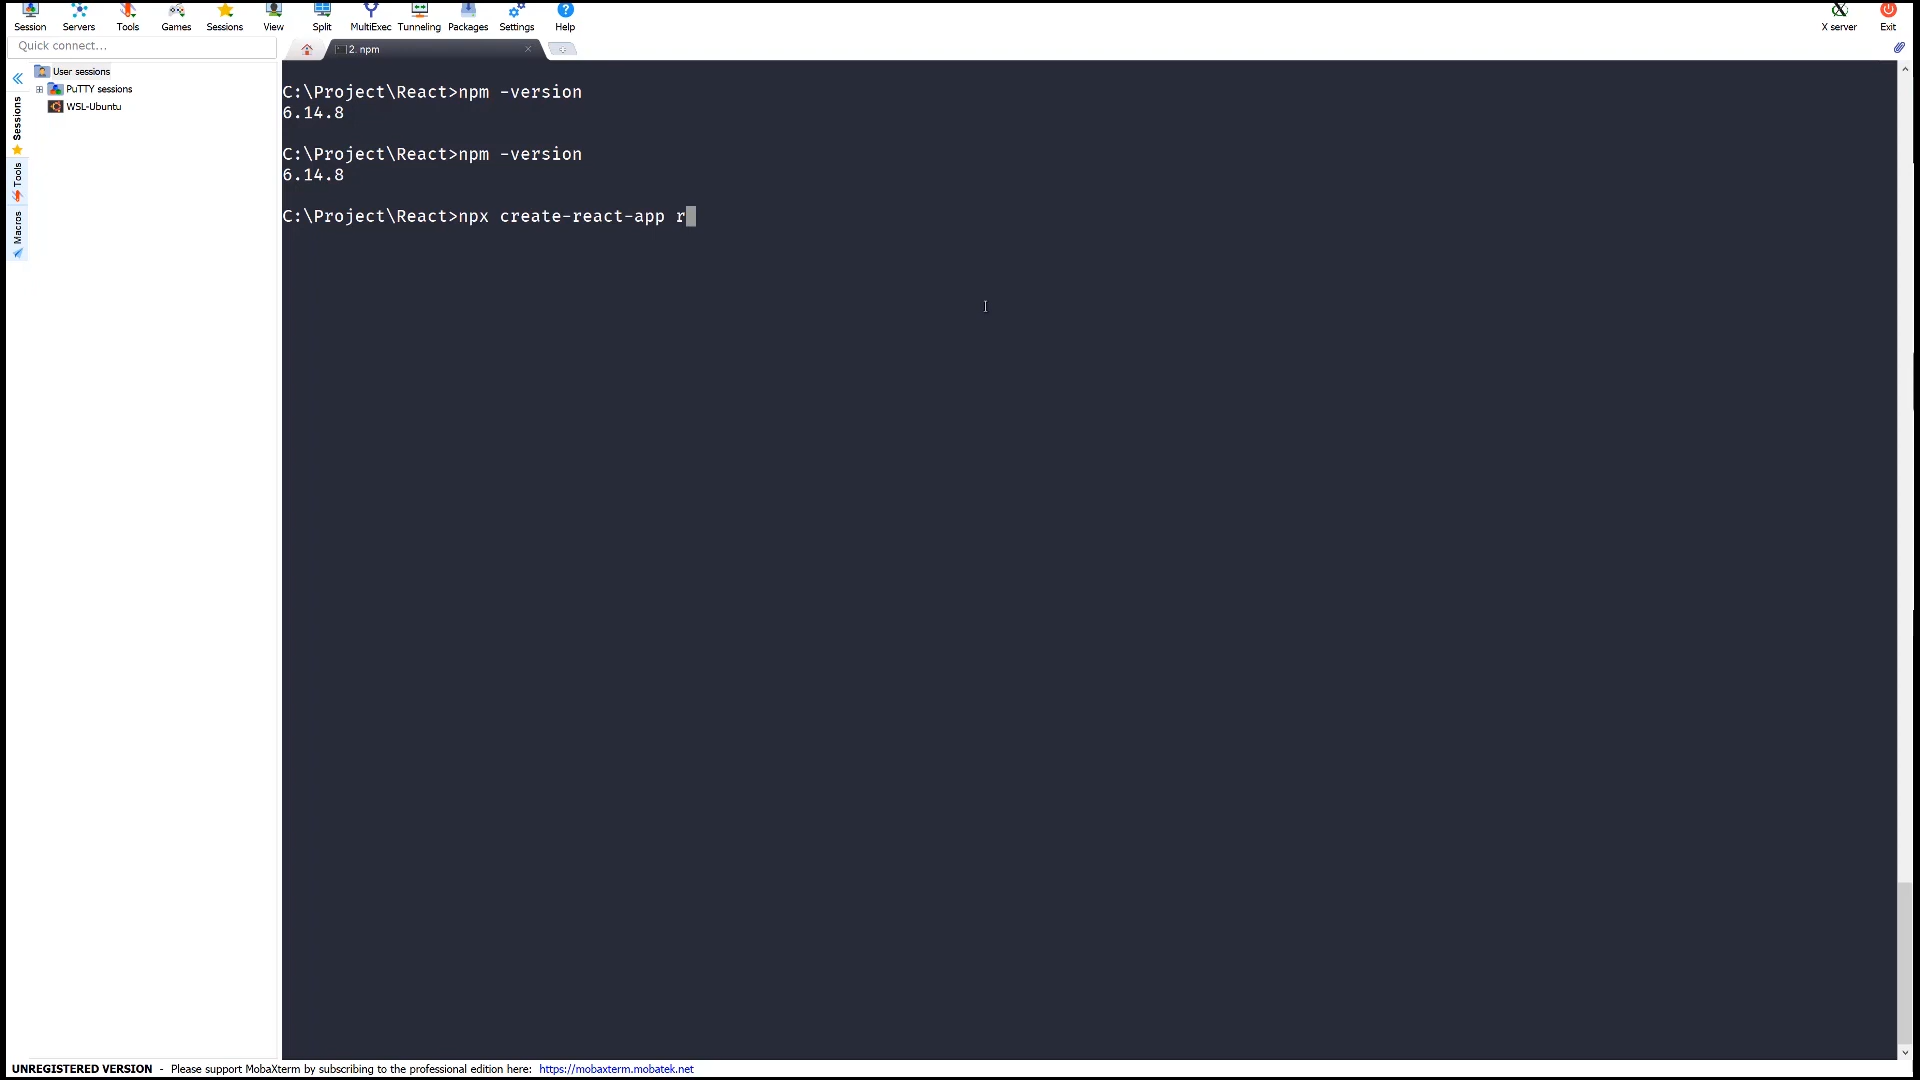 Session Servers Tools Games Sessions View Split MultiExec Tunneling Packages Settings Help X server Exit
Quick connect...
2. npm
User sessions
PuTTY sessions
WSL-Ubuntu
Sessions
Tools
Macros
C:\Project\React>npm -version
6.14.8
C:\Project\React>npm -version
6.14.8
C:\Project\React>npx create-react-app r
UNREGISTERED VERSION - Please support MobaXterm by subscribing to the professional edition here: https://mobaxterm.mobatek.net